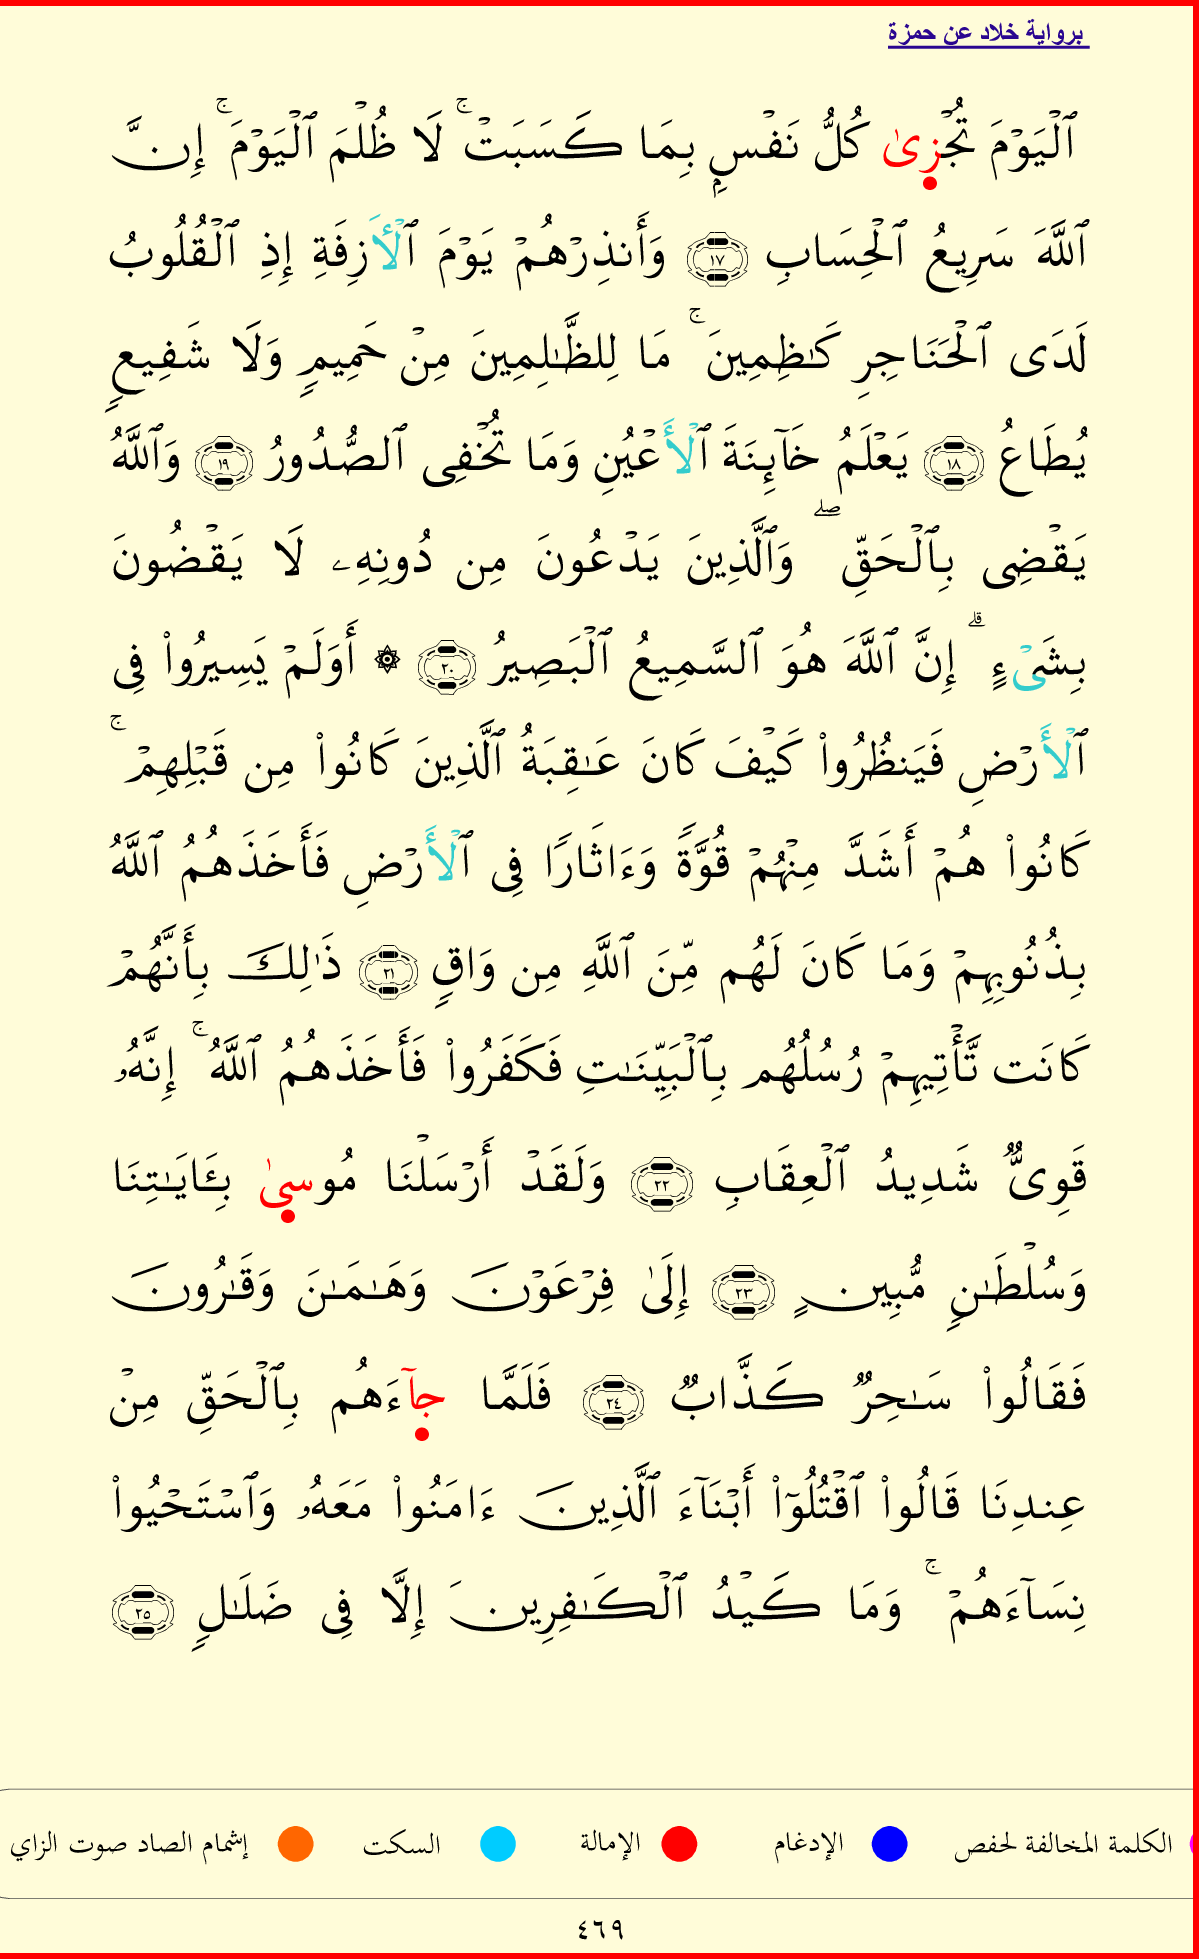 برواية خلاد عن حمزة
ٱلۡيَوۡمَ تُجۡزِىٰ كُلُّ نَفۡسِۭ بِمَا كَسَبَتۡۚ لَا ظُلۡمَ ٱلۡيَوۡمَۚ إِنَّ
ٱللَّهَ سَرِيعُ ٱلۡحِسَابِ ١٧ وَأَنذِرۡهُمۡ يَوۡمَ ٱلۡأَزِفَةِ إِذِ ٱلۡقُلُوبُ
لَدَى ٱلۡحَنَاجِرِ كَٰظِمِينَۚ مَا لِلظَّٰلِمِينَ مِنۡ حَمِيمٖ وَلَا شَفِيعٖ
يُطَاعُ ١٨ يَعۡلَمُ خَآئِنَةَ ٱلۡأَعۡيُنِ وَمَا تُخۡفِى ٱلصُّدُورُ ١٩ وَٱللَّهُ
يَقۡضِى بِٱلۡحَقِّۖ وَٱلَّذِينَ يَدۡعُونَ مِن دُونِهِۦ لَا يَقۡضُونَ
بِشَىۡءٍۗ إِنَّ ٱللَّهَ هُوَ ٱلسَّمِيعُ ٱلۡبَصِيرُ ٢٠ ۞ أَوَلَمۡ يَسِيرُواْ فِى
ٱلۡأَرۡضِ فَيَنظُرُواْ كَيۡفَ كَانَ عَٰقِبَةُ ٱلَّذِينَ كَانُواْ مِن قَبۡلِهِمۡۚ
كَانُواْ هُمۡ أَشَدَّ مِنۡهُمۡ قُوَّةٗ وَءَاثَارٗا فِى ٱلۡأَرۡضِ فَأَخَذَهُمُ ٱللَّهُ
بِذُنُوبِهِمۡ وَمَا كَانَ لَهُم مِّنَ ٱللَّهِ مِن وَاقٖ ٢١ ذَٰلِكَ بِأَنَّهُمۡ
كَانَت تَّأۡتِيهِمۡ رُسُلُهُم بِٱلۡبَيِّنَٰتِ فَكَفَرُواْ فَأَخَذَهُمُ ٱللَّهُۚ إِنَّهُۥ
قَوِىّٞ شَدِيدُ ٱلۡعِقَابِ ٢٢ وَلَقَدۡ أَرۡسَلۡنَا مُوسِىٰ بِـَٔايَٰتِنَا
وَسُلۡطَٰنٖ مُّبِينٍ ٢٣ إِلَىٰ فِرۡعَوۡنَ وَهَٰمَٰنَ وَقَٰرُونَ
فَقَالُواْ سَٰحِرٞ كَذَّابٞ ٢٤ فَلَمَّا جِآءَهُم بِٱلۡحَقِّ مِنۡ
عِندِنَا قَالُواْ ٱقۡتُلُوٓاْ أَبۡنَآءَ ٱلَّذِينَ ءَامَنُواْ مَعَهُۥ وَٱسۡتَحۡيُواْ
نِسَآءَهُمۡۚ وَمَا كَيۡدُ ٱلۡكَٰفِرِينَ إِلَّا فِى ضَلَٰلٖ ٢٥
الكلمة المخالفة لحفص الإدغام الإمالة السكت إشمام الصاد صوت الزاي
٤٦٩